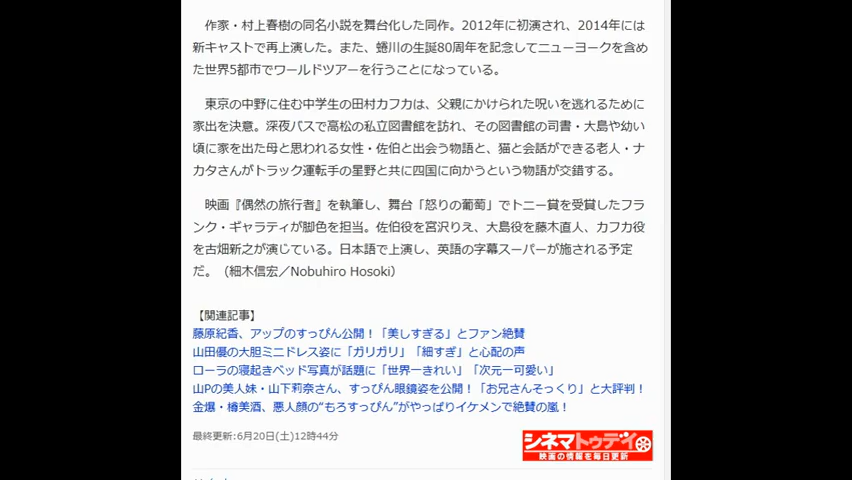 作家・村上春樹の同名小説を舞台化した同作。2012年に初演され、2014年には
新キャストで再上演した。また、蜷川の生誕80周年を記念してニューヨークを含め
た世界5都市でワールドツアーを行うことになっている。
東京の中野に住む中学生の田村カフカは、父親にかけられた呪いを逃れるために
家出を決意。深夜バスで高松の私立図書館を訪れ、その図書館の司書・大島や幼い
頃に家を出た母と思われる女性・佐伯と出会う物語と、猫と会話ができる老人・ナ
カタさんがトラック運転手の星野と共に四国に向かうという物語が交錯する。
映画『偶然の旅行者』を執筆し、舞台「怒りの葡萄」でトニー賞を受賞したフラ
ンク・ギャラティが脚色を担当。佐伯役を宮沢りえ、大島役を藤木直人、カフカ役
を古畑新之が演じている。日本語で上演し、英語の字幕スーパーが施される予定
だ。（細木信宏／Nobuhiro Hosoki）
【関連記事】
藤原紀香、アップのすっぴん公開！「美しすぎる」とファン絶賛
山田優の大胆ミニドレス姿に「ガリガリ」「細すぎ」と心配の声
ローラの寝起きベッド写真が話題に「世界一きれい」「次元一可愛い」
山Pの美人妹・山下莉奈さん、すっぴん眼鏡姿を公開！「お兄さんそっくり」と大評判！
金爆・樽美酒、悪人顔の“もろすっぴん”がやっぱりイケメンで絶賛の嵐！
最終更新:6月20日(土)12時44分
シネマトゥデイ
映画の情報を毎日更新